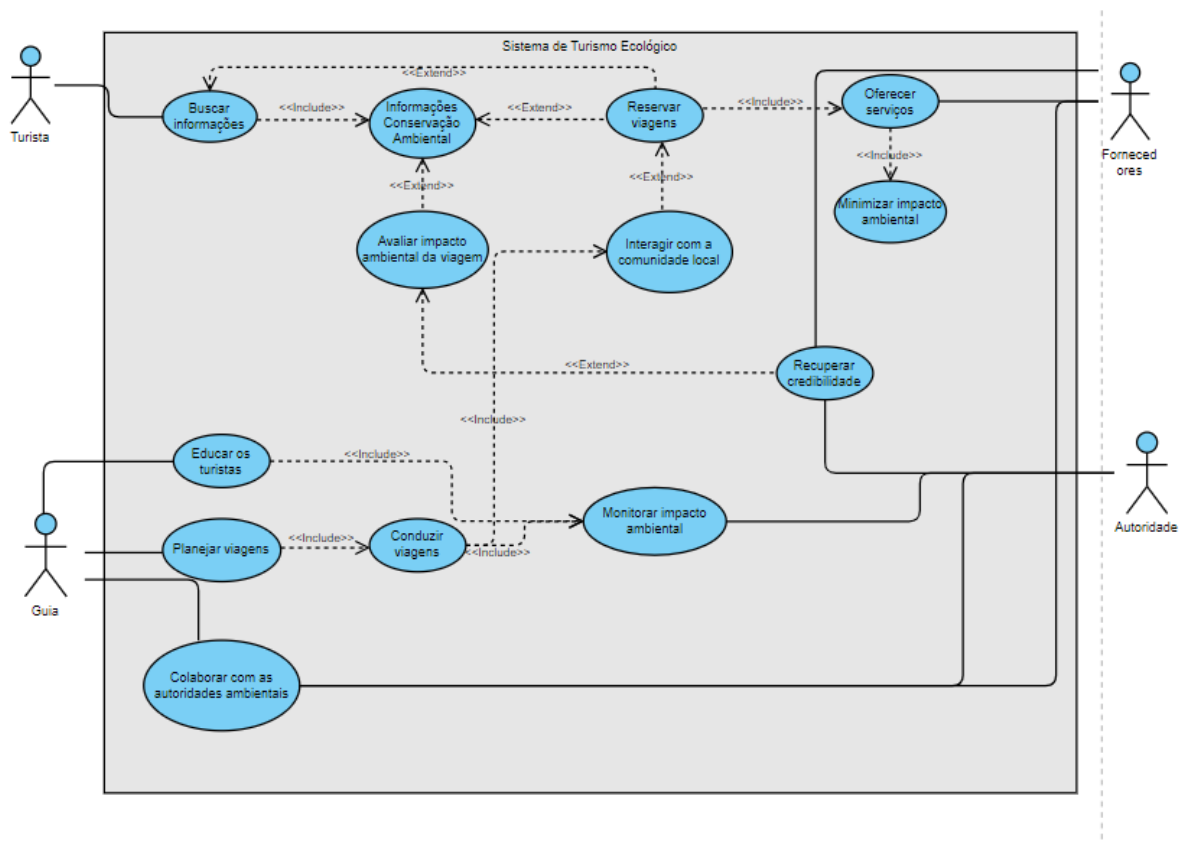 Sistema de Turismo Ecológico
<<Extend>>
Turista
Buscar
informações
<<Include>>
Informações
Conservação
Ambiental
<<Extend>>
Reservar
viagens
<<Include>>
Oferecer
serviços
Forneced
ores
<<Include>>
<<Extend>>
<<Extend>>
Minimizar impacto
ambiental
Avaliar impacto
ambiental da viagem
Interagir com a
comunidade local
<<Extend>>
Recuperar
credibilidade
<<Include>>
Educar os
turistas
<<Include>>
Monitorar impacto
ambiental
Autoridade
Planejar viagens
<<Include>>
Conduzir
viagens
<<Include>>
Guia
Colaborar com as
autoridades ambientais